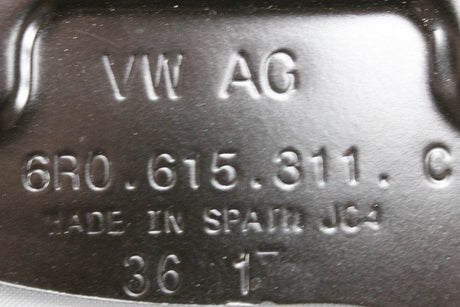 VW AG
6R0.615.311. C
MADE IN SPAIN JC4
36 17